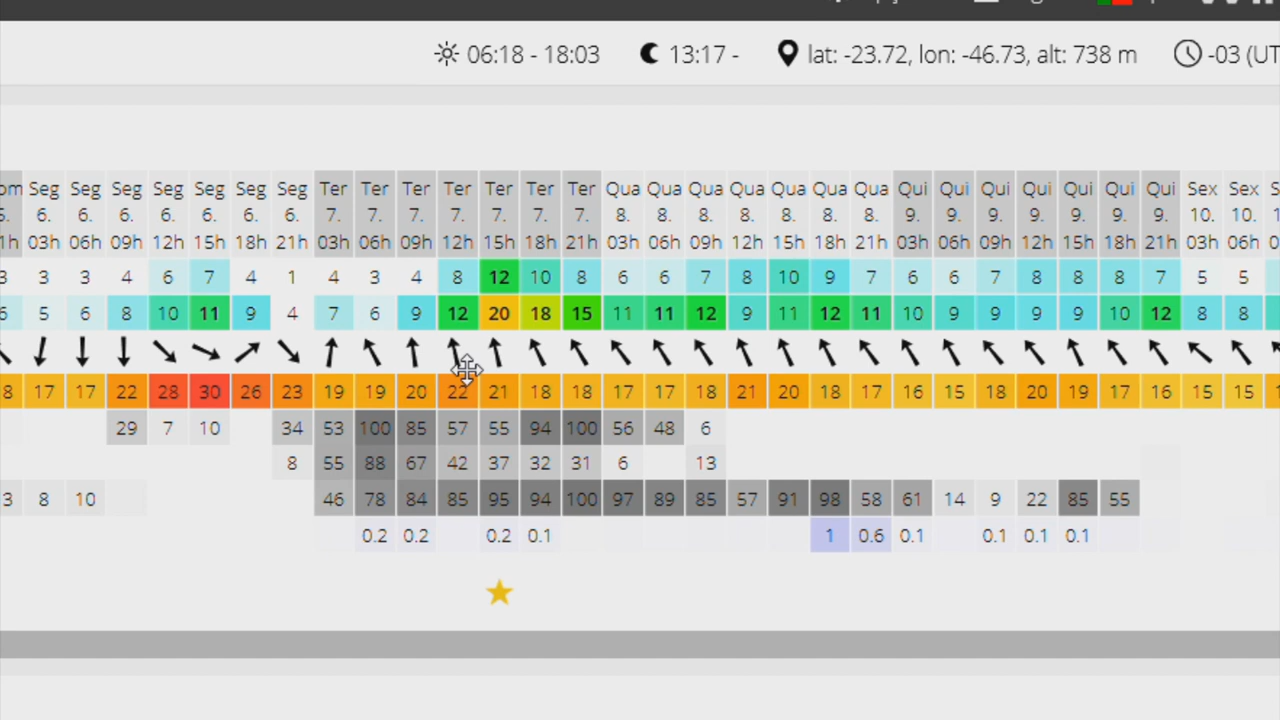 06:18 - 18:03 13:17 - lat: -23.72, lon: -46.73, alt: 738 m -03 (UT
Seg Seg Seg Seg Seg Seg Seg Ter Ter Ter Ter Ter Ter Ter Qua Qua Qua Qua Qua Qua Qua Qui Qui Qui Qui Qui Qui Qui Sex Sex
6. 6. 6. 6. 6. 6. 6. 7. 7. 7. 7. 7. 7. 7. 8. 8. 8. 8. 8. 8. 8. 9. 9. 9. 9. 9. 9. 9. 10. 10.
03h 06h 09h 12h 15h 18h 21h 03h 06h 09h 12h 15h 18h 21h 03h 06h 09h 12h 15h 18h 21h 03h 06h 09h 12h 15h 18h 21h 03h 06h
3 3 3 4 6 7 4 1 4 3 4 8 12 10 8 6 6 7 8 10 9 7 6 6 7 8 8 8 7 5 5
6 5 6 8 10 11 9 4 7 6 9 12 20 18 15 11 11 12 9 11 12 11 10 9 9 9 9 10 12 8 8
8 17 17 22 28 30 26 23 19 19 20 22 21 18 18 17 17 18 21 20 18 17 16 15 18 20 19 17 16 15 15
29 7 10 34 53 100 85 57 55 94 100 56 48 6
8 55 88 67 42 37 32 31 6 13
3 8 10 46 78 84 85 95 94 100 97 89 85 57 91 98 58 61 14 9 22 85 55
0.2 0.2 0.2 0.1 1 0.6 0.1 0.1 0.1 0.1